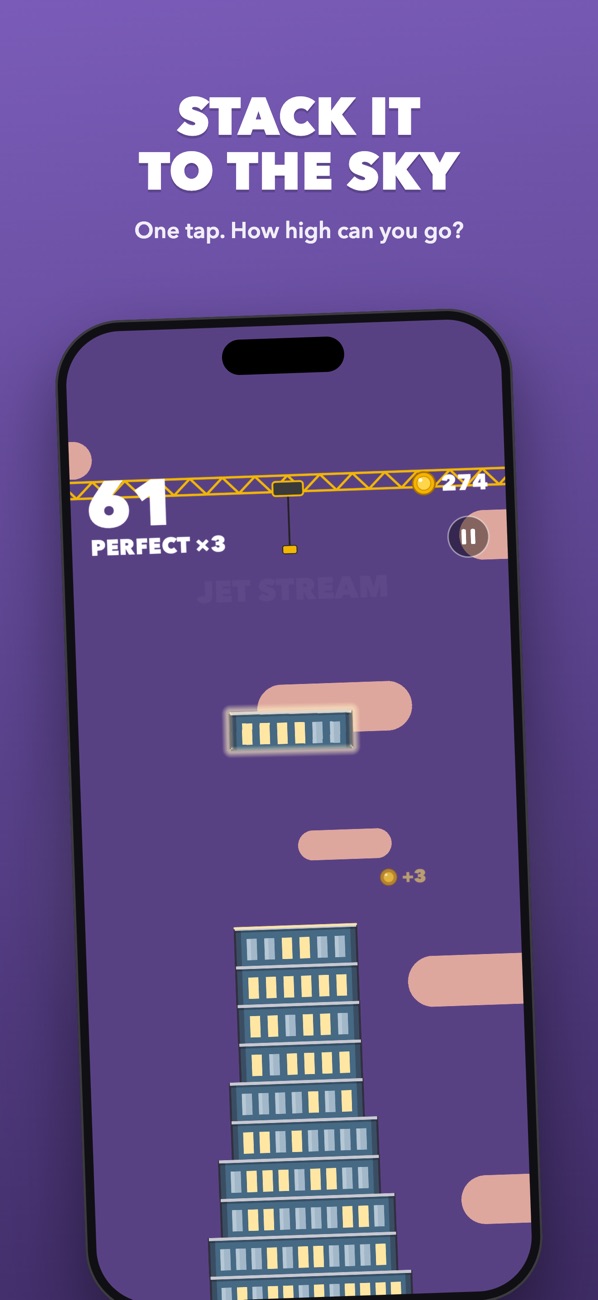 STACK IT
TO THE SKY
One tap. How high can you go?
61
274
PERFECT ×3
JET STREAM
+3